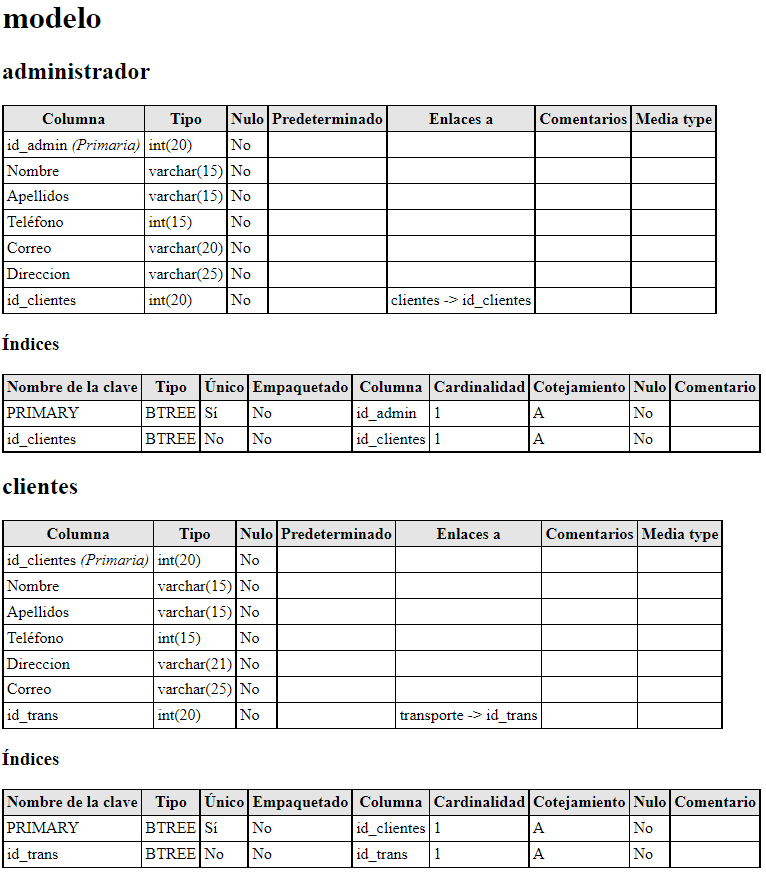 modelo
administrador
Columna Tipo Nulo Predeterminado Enlaces a Comentarios Media type
id_admin (Primaria) int(20) No
Nombre varchar(15) No
Apellidos varchar(15) No
Teléfono int(15) No
Correo varchar(20) No
Direccion varchar(25) No
id_clientes int(20) No clientes -> id_clientes
Índices
Nombre de la clave Tipo Único Empaquetado Columna Cardinalidad Cotejamiento Nulo Comentario
PRIMARY BTREE Sí No id_admin 1 A No
id_clientes BTREE No No id_clientes 1 A No
clientes
Columna Tipo Nulo Predeterminado Enlaces a Comentarios Media type
id_clientes (Primaria) int(20) No
Nombre varchar(15) No
Apellidos varchar(15) No
Teléfono int(15) No
Direccion varchar(21) No
Correo varchar(25) No
id_trans int(20) No transporte -> id_trans
Índices
Nombre de la clave Tipo Único Empaquetado Columna Cardinalidad Cotejamiento Nulo Comentario
PRIMARY BTREE Sí No id_clientes 1 A No
id_trans BTREE No No id_trans 1 A No